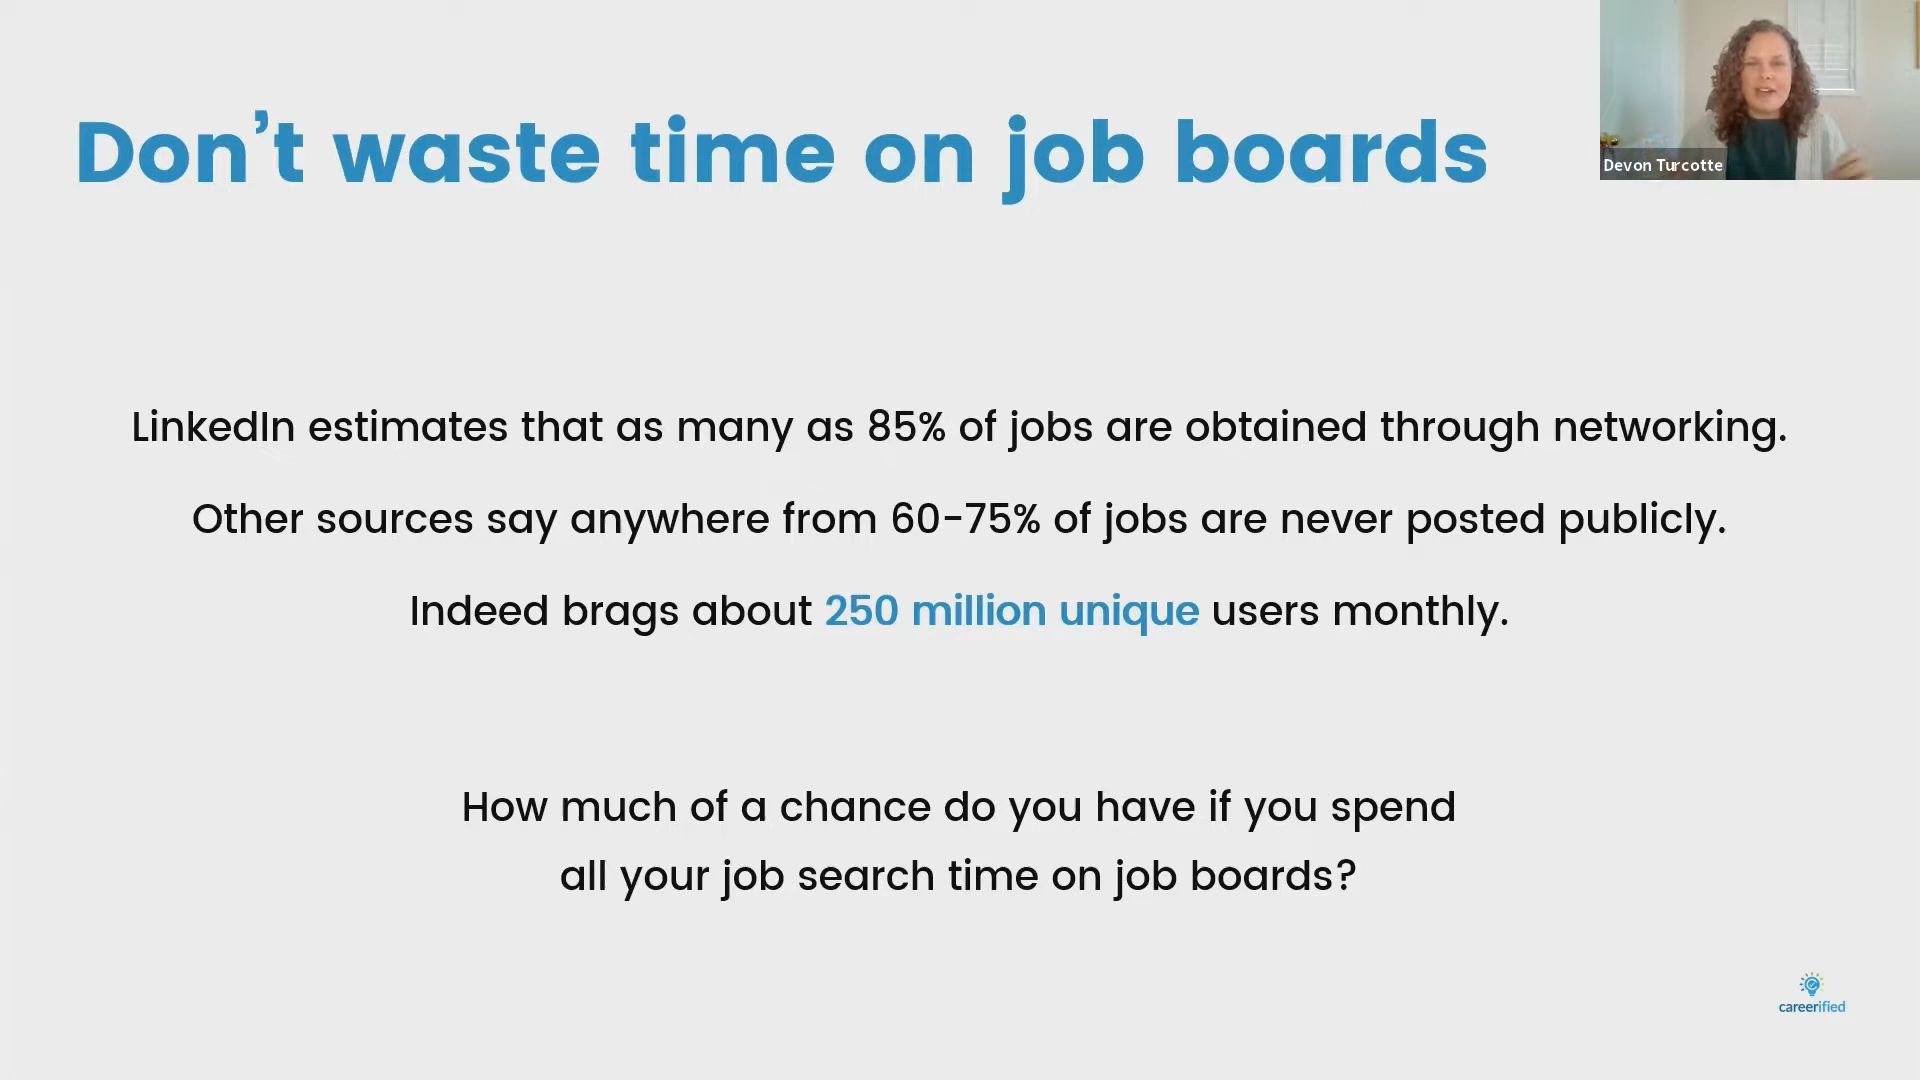 Don’t waste time on job boards
Devon Turcotte
LinkedIn estimates that as many as 85% of jobs are obtained through networking.
Other sources say anywhere from 60-75% of jobs are never posted publicly.
Indeed brags about 250 million unique users monthly.
How much of a chance do you have if you spend
all your job search time on job boards?
careerified